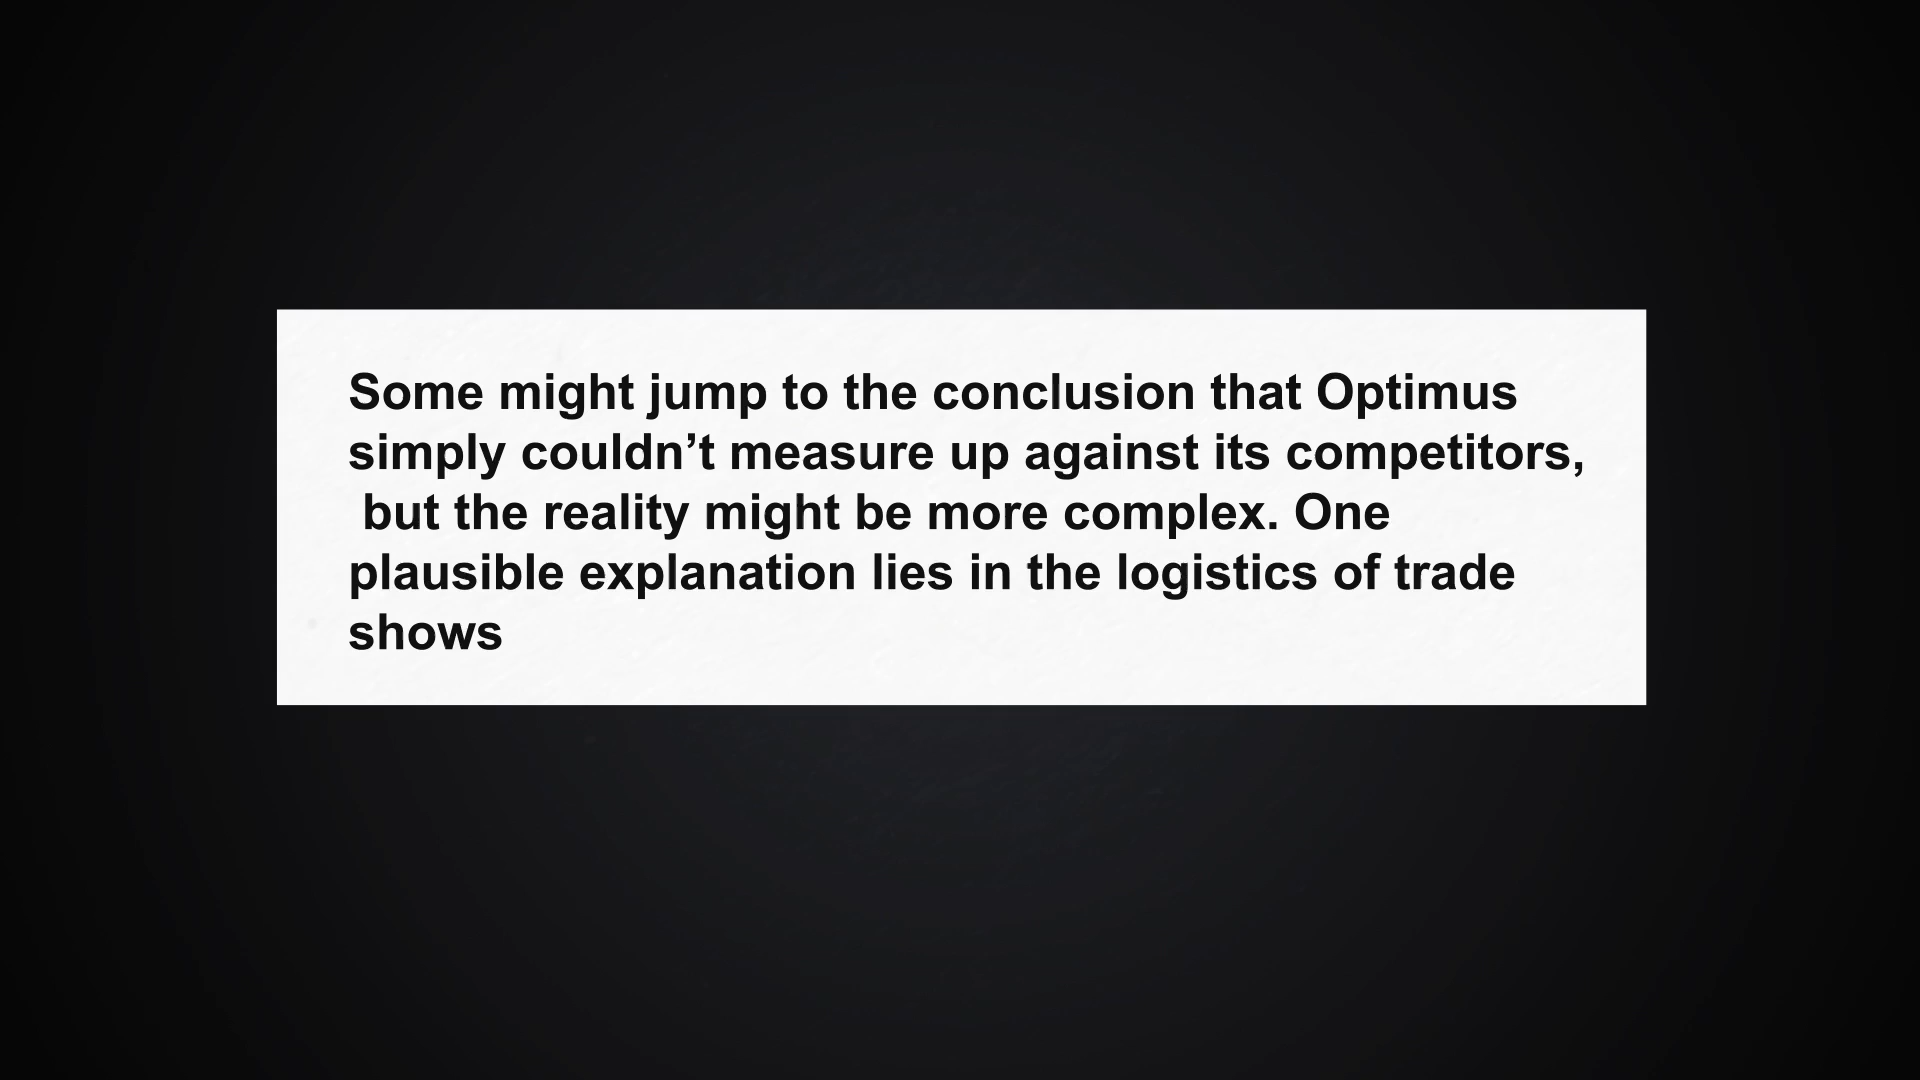 Some might jump to the conclusion that Optimus
simply couldn’t measure up against its competitors,
but the reality might be more complex. One
plausible explanation lies in the logistics of trade
shows